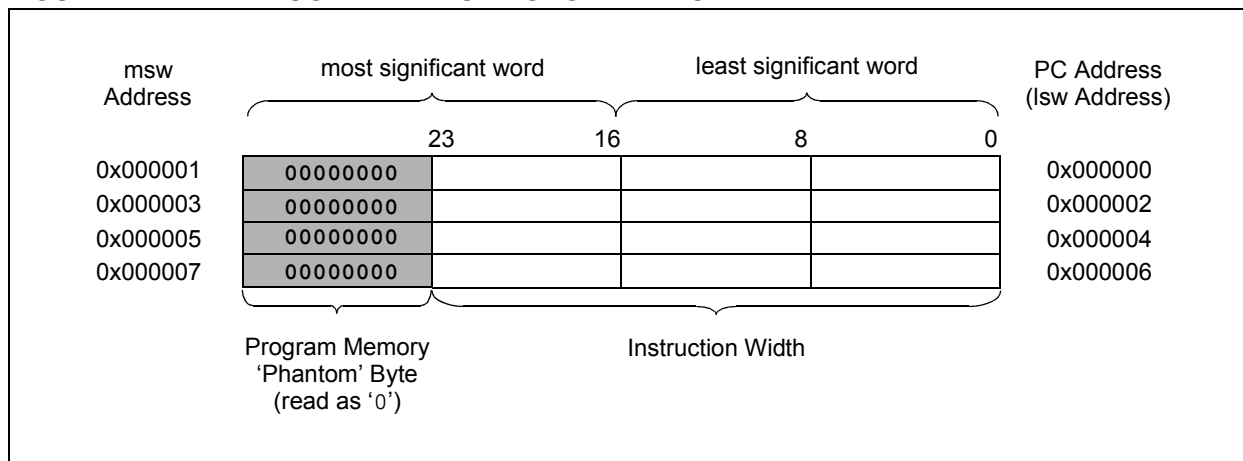 msw
Address
most significant word
least significant word
PC Address
(lsw Address)
23
16
8
0
0x000001
00000000
0x000000
0x000003
00000000
0x000002
0x000005
00000000
0x000004
0x000007
00000000
0x000006
Program Memory
‘Phantom’ Byte
(read as ‘0’)
Instruction Width